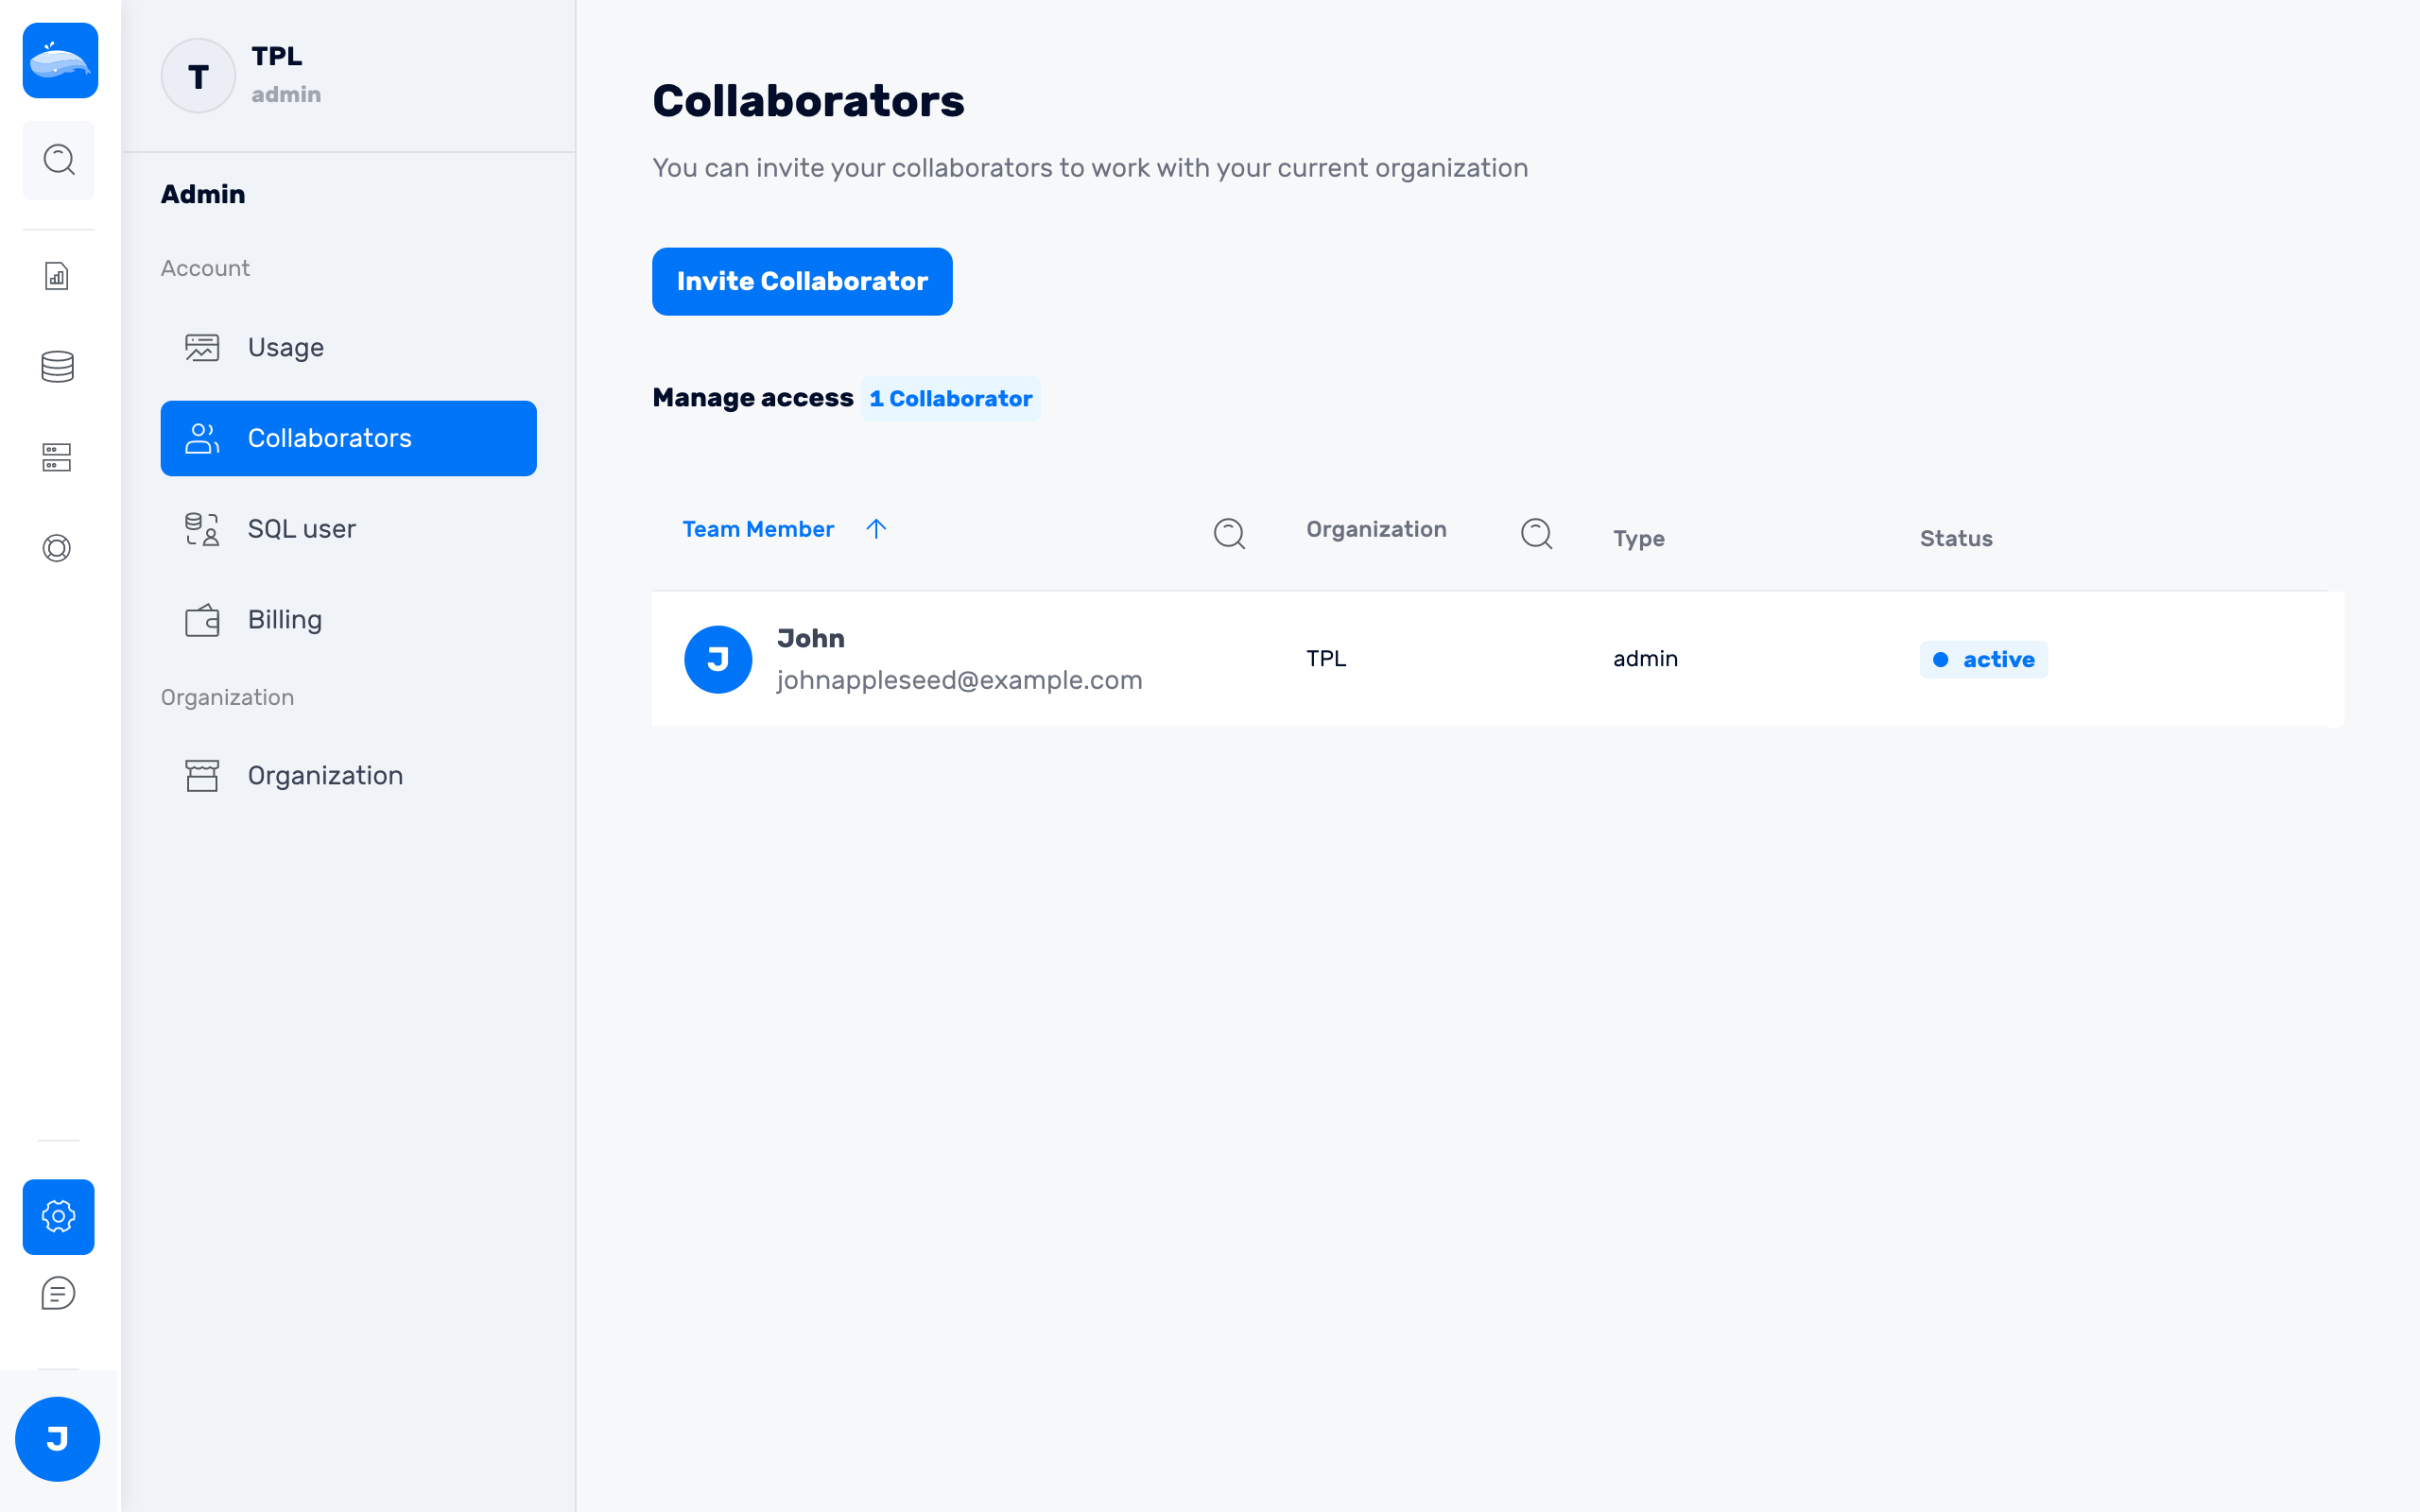 T
TPL
admin
Admin
Account
Usage
Collaborators
SQL user
Billing
Organization
Organization
J
Collaborators
You can invite your collaborators to work with your current organization
Invite Collaborator
Manage access 1 Collaborator
Team Member Organization Type Status
J
John
johnappleseed@example.com
TPL admin active